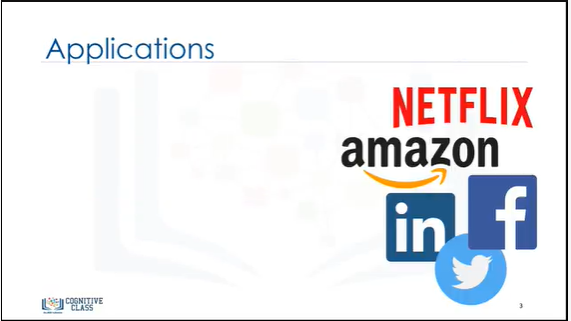 Applications
NETFLIX
amazon
in
f
COGNITIVE
CLASS
3